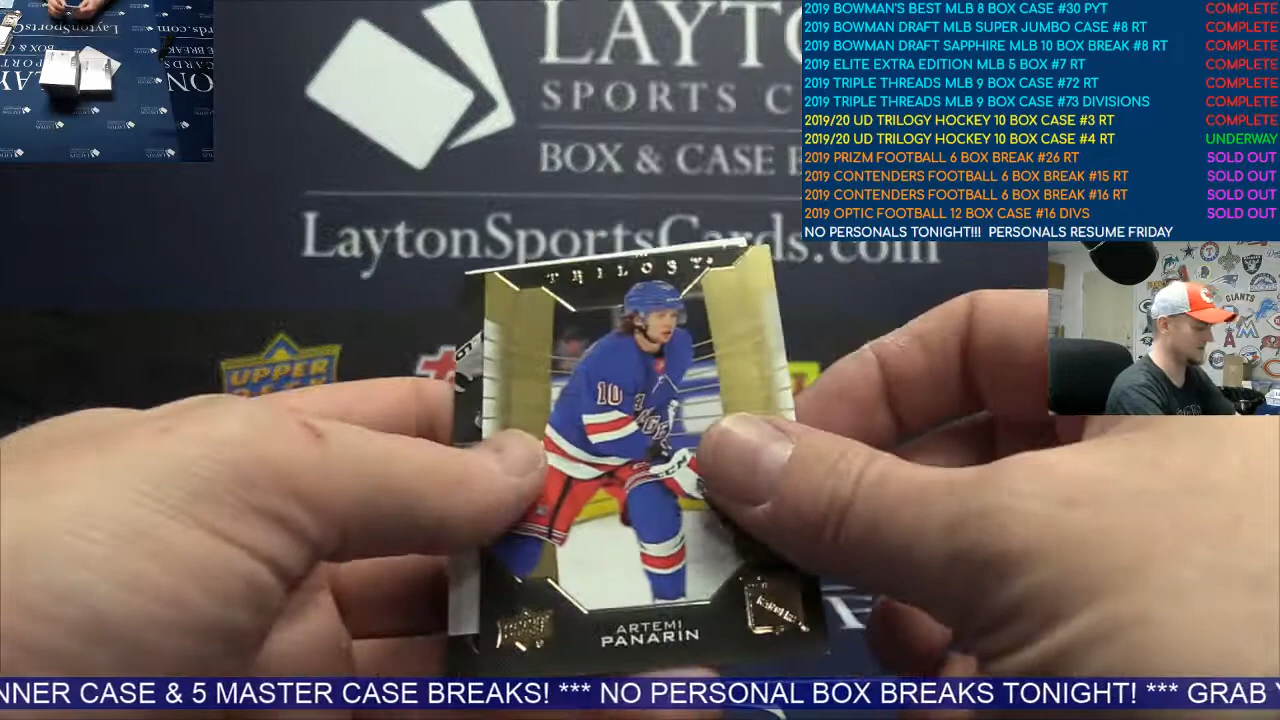 2019 BOWMAN'S BEST MLB 8 BOX CASE #30 PYT COMPLETE
2019 BOWMAN DRAFT MLB SUPER JUMBO CASE #8 RT COMPLETE
2019 BOWMAN DRAFT SAPPHIRE MLB 10 BOX BREAK #8 RT COMPLETE
2019 ELITE EXTRA EDITION MLB 5 BOX #7 RT COMPLETE
2019 TRIPLE THREADS MLB 9 BOX CASE #72 RT COMPLETE
2019 TRIPLE THREADS MLB 9 BOX CASE #73 DIVISIONS COMPLETE
2019/20 UD TRILOGY HOCKEY 10 BOX CASE #3 RT COMPLETE
2019/20 UD TRILOGY HOCKEY 10 BOX CASE #4 RT UNDERWAY
2019 PRIZM FOOTBALL 6 BOX BREAK #26 RT SOLD OUT
2019 CONTENDERS FOOTBALL 6 BOX BREAK #15 RT SOLD OUT
2019 CONTENDERS FOOTBALL 6 BOX BREAK #16 RT SOLD OUT
2019 OPTIC FOOTBALL 12 BOX CASE #16 DIVS SOLD OUT
NO PERSONALS TONIGHT!!! PERSONALS RESUME FRIDAY
LAYTO
SPORTS C
BOX & CASE
LaytonSportsCards.com
LaytonSports
BOX &
UPPER
TRILOGY
10
ARTEMI
PANARIN
GIANTS
NNER CASE & 5 MASTER CASE BREAKS! *** NO PERSONAL BOX BREAKS TONIGHT! *** GRAB